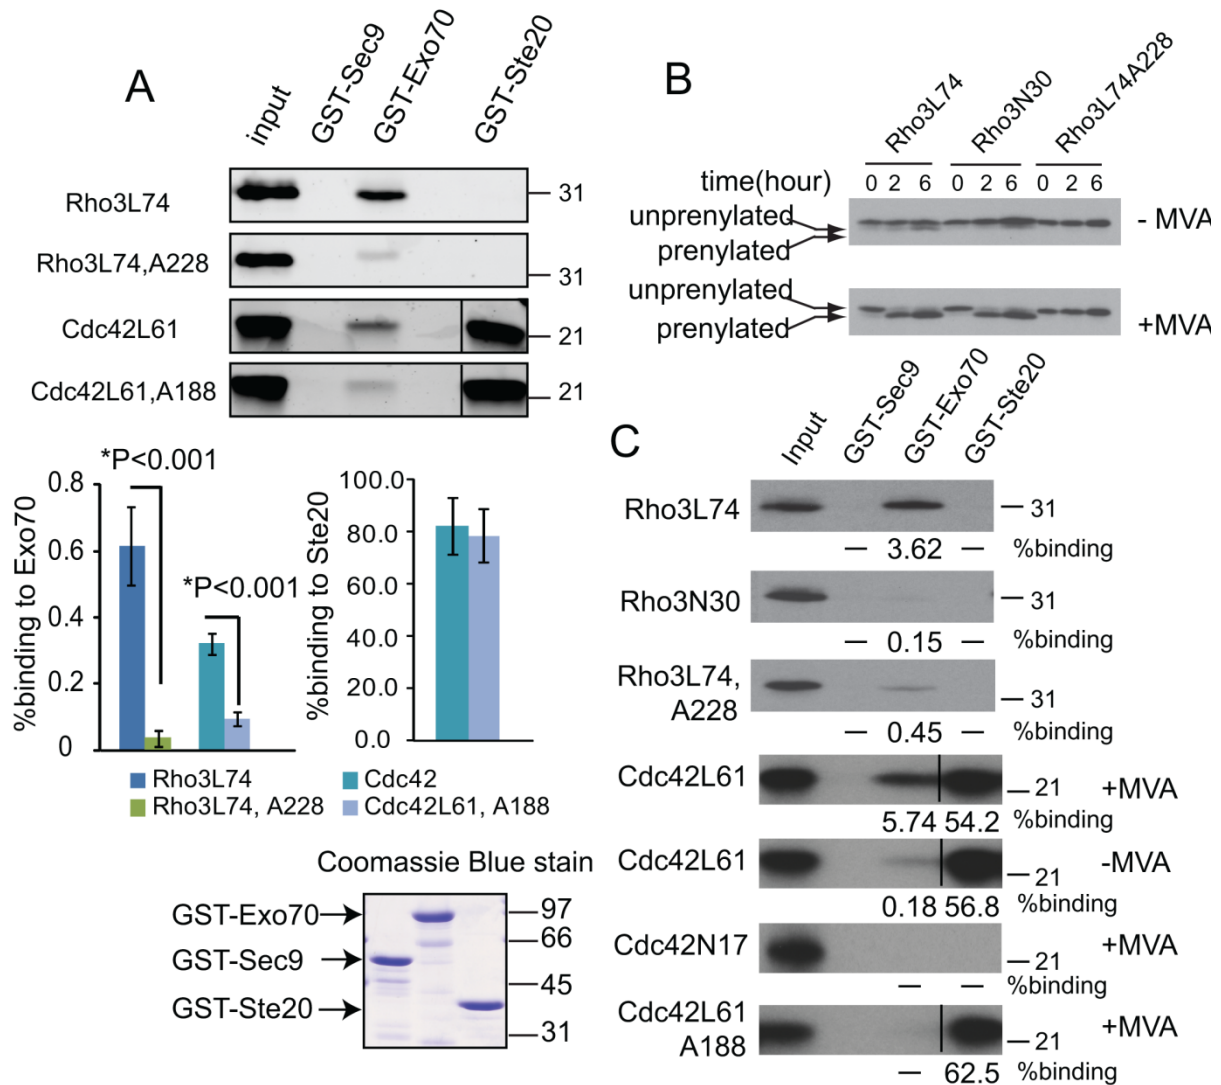 A
input
GST-Sec9
GST-Exo70
GST-Ste20
Rho3L74
31
Rho3L74,A228
31
Cdc42L61
21
Cdc42L61,A188
21
%binding to Exo70
0.8
0.6
0.4
0.2
0
*P<0.001
*P<0.001
%binding to Ste20
100.0
80.0
60.0
40.0
20.0
0.0
Rho3L74
Cdc42
Rho3L74, A228
Cdc42L61, A188
Coomassie Blue stain
GST-Exo70
GST-Sec9
GST-Ste20
97
66
45
31
B
Rho3L74
Rho3N30
Rho3L74A228
time(hour) 0 2 6 0 2 6 0 2 6
unprenylated
prenylated
- MVA
unprenylated
prenylated
+MVA
C
Input
GST-Sec9
GST-Exo70
GST-Ste20
Rho3L74
31
— 3.62 — %binding
Rho3N30
31
— 0.15 — %binding
Rho3L74,
A228
31
— 0.45 — %binding
Cdc42L61
21 +MVA
5.74 54.2 %binding
Cdc42L61
21 -MVA
0.18 56.8 %binding
Cdc42N17
21 +MVA
— — %binding
Cdc42L61
A188
21 +MVA
— 62.5 %binding